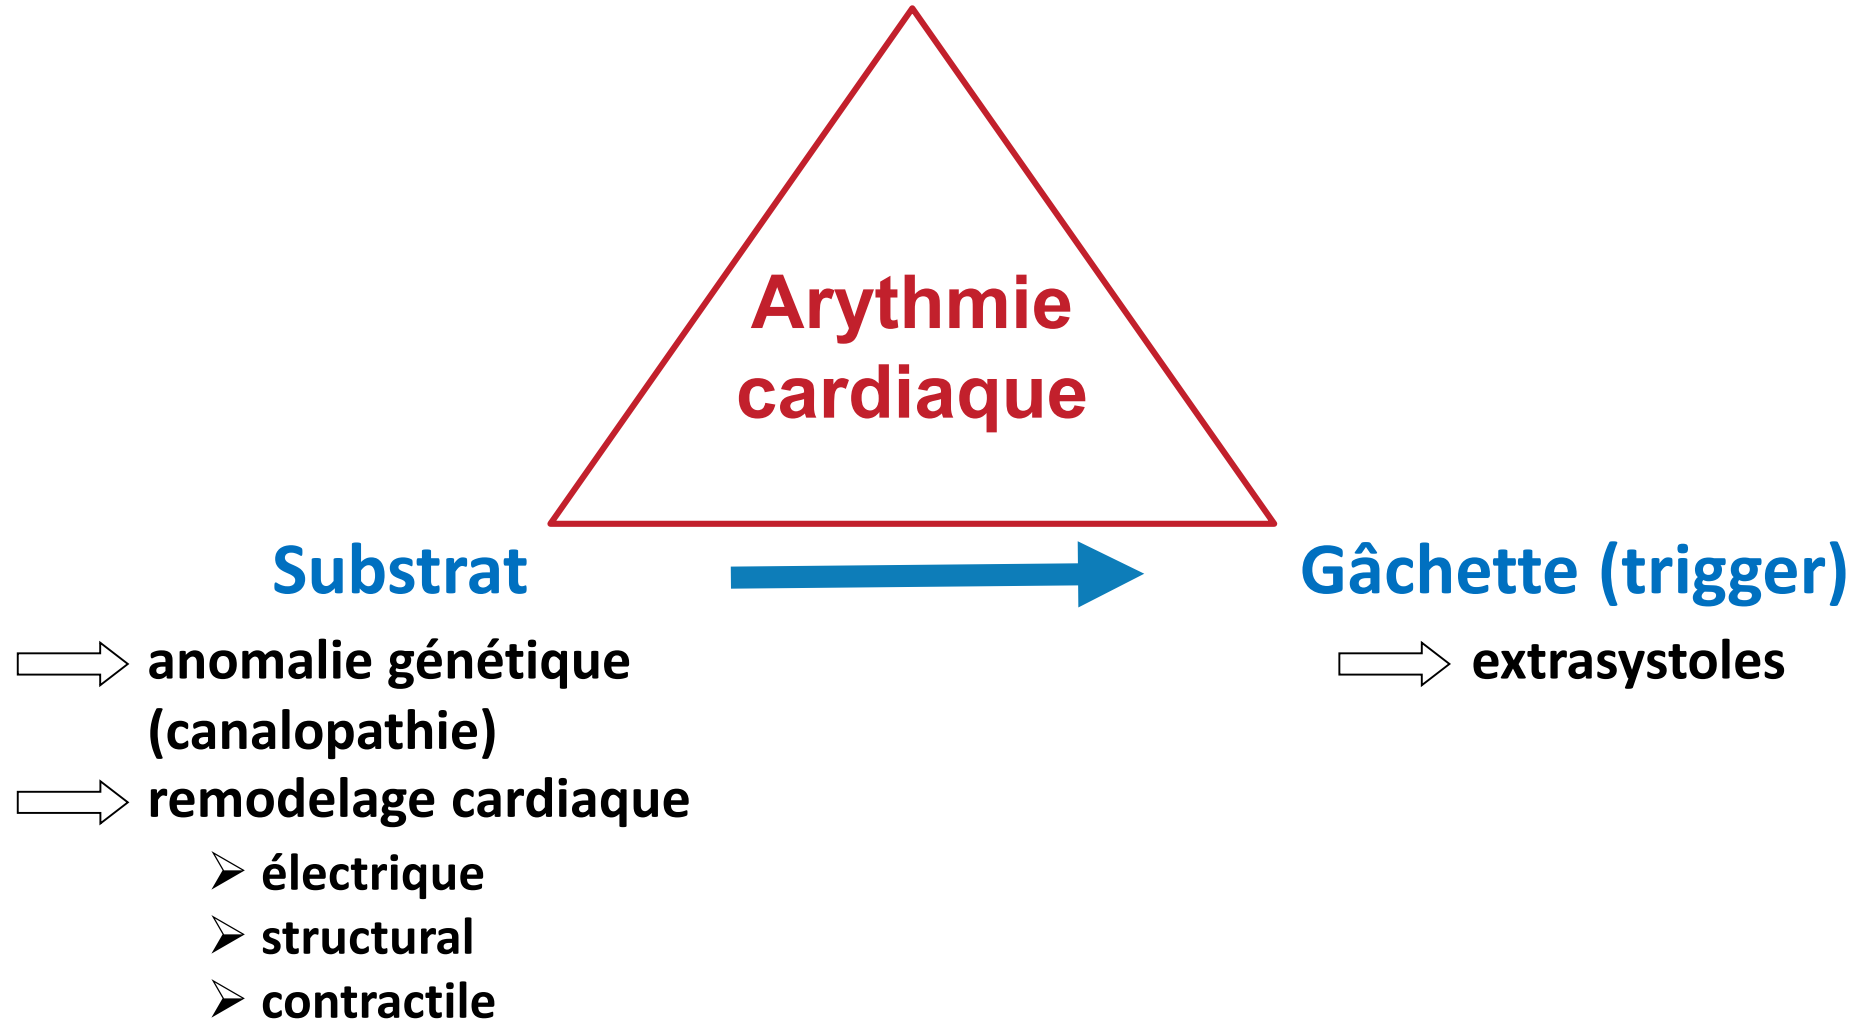 Arythmie
cardiaque
Substrat
anomalie génétique
(canalopathie)
remodelage cardiaque
électrique
structural
contractile
Gâchette (trigger)
extrasystoles